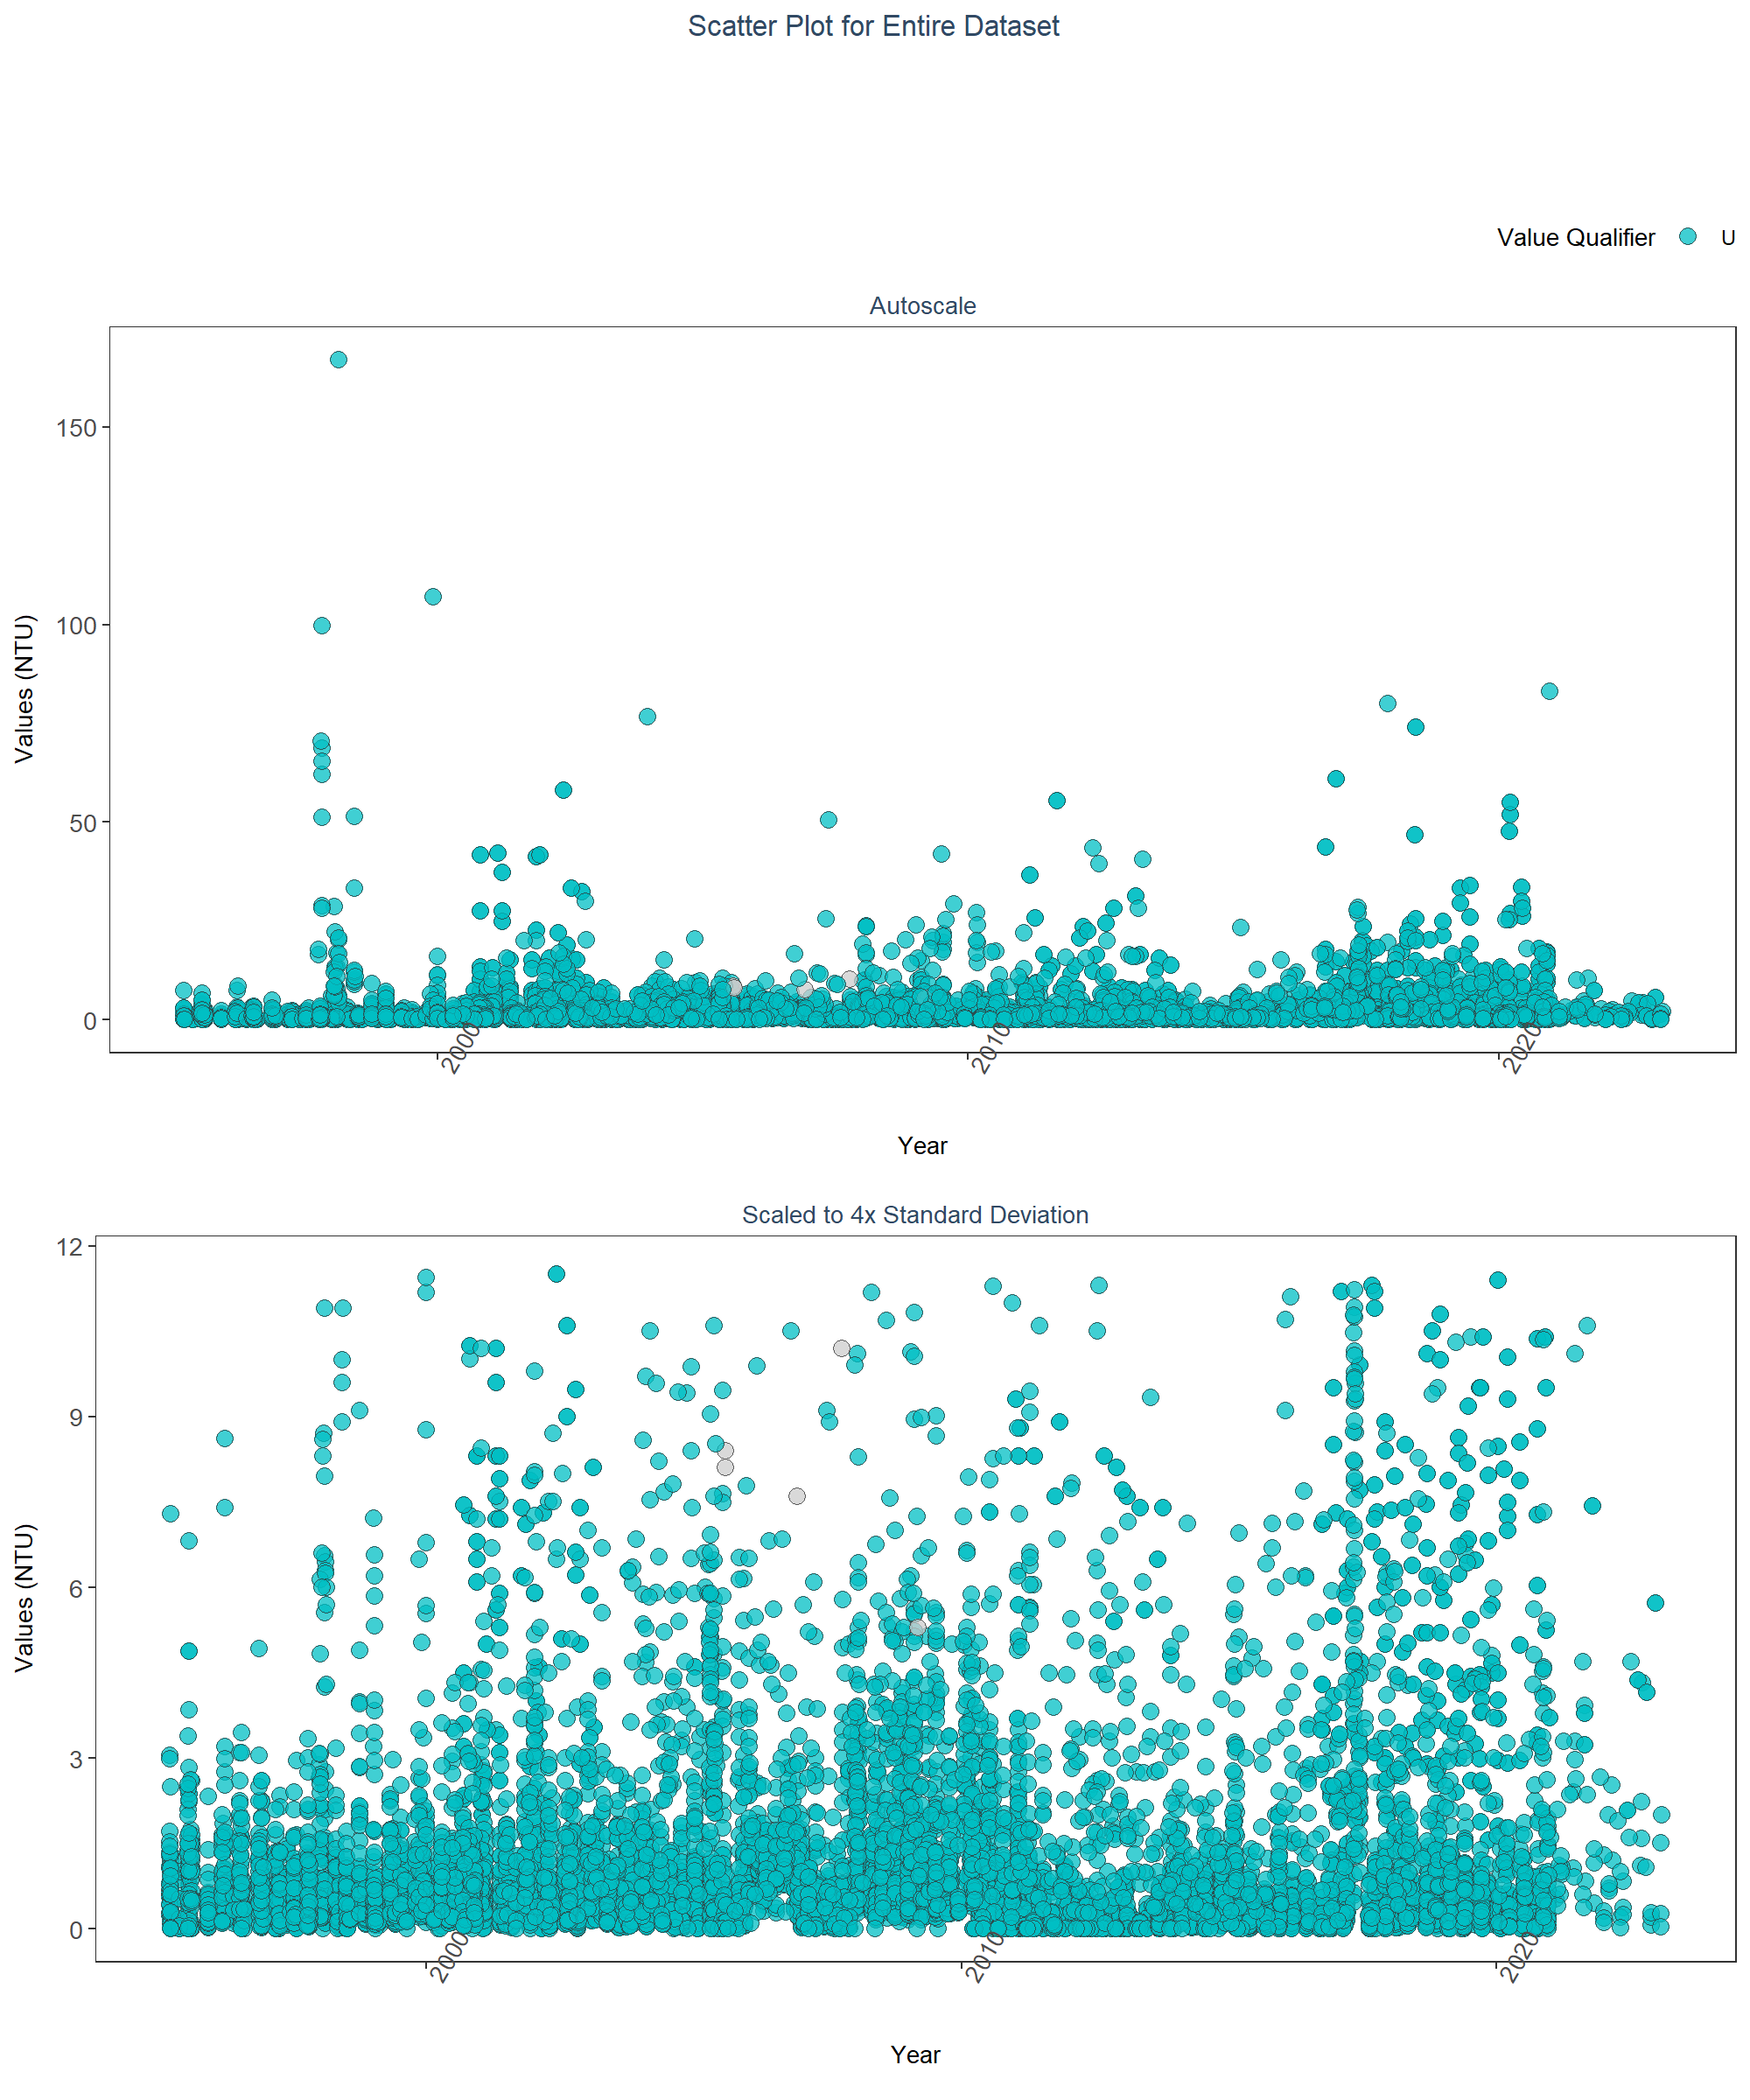 Scatter Plot for Entire Dataset
Value Qualifier U
Autoscale
150
100
50
0
Values (NTU)
2000 2010 2020
Year
Scaled to 4x Standard Deviation
12
9
6
3
0
Values (NTU)
2000 2010 2020
Year